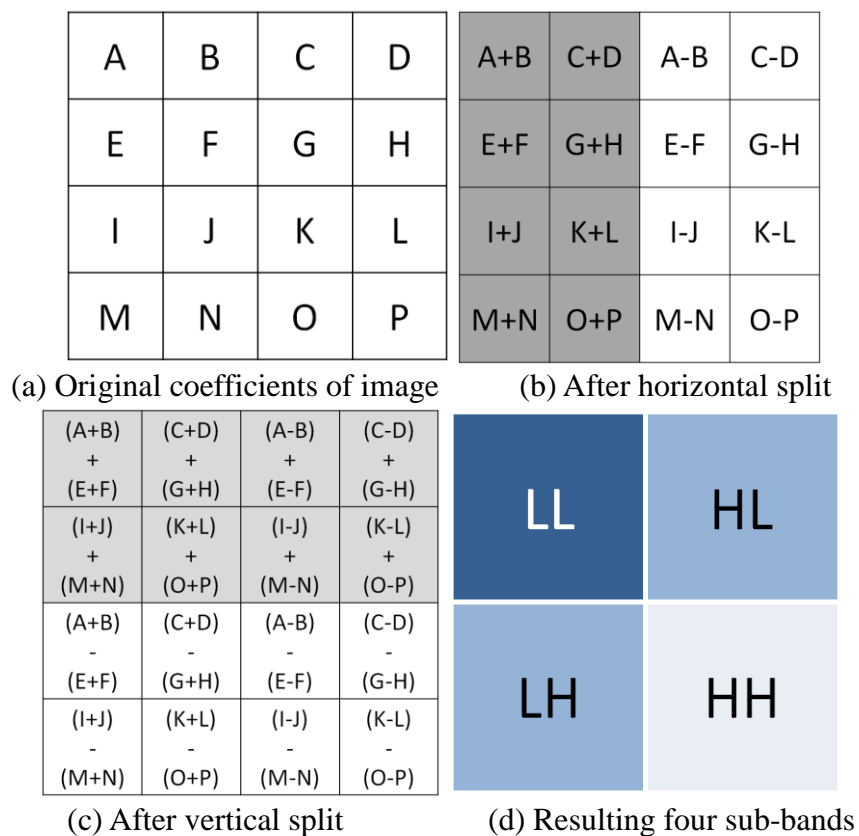 A B C D
E F G H
I J K L
M N O P
A+B C+D A-B C-D
E+F G+H E-F G-H
I+J K+L I-J K-L
M+N O+P M-N O-P
(a) Original coefficients of image
(b) After horizontal split
(A+B) (C+D) (A-B) (C-D)
+ + + +
(E+F) (G+H) (E-F) (G-H)
(I+J) (K+L) (I-J) (K-L)
+ + + +
(M+N) (O+P) (M-N) (O-P)
(A+B) (C+D) (A-B) (C-D)
- - - -
(E+F) (G+H) (E-F) (G-H)
(I+J) (K+L) (I-J) (K-L)
- - - -
(M+N) (O+P) (M-N) (O-P)
LL HL
LH HH
(c) After vertical split
(d) Resulting four sub-bands